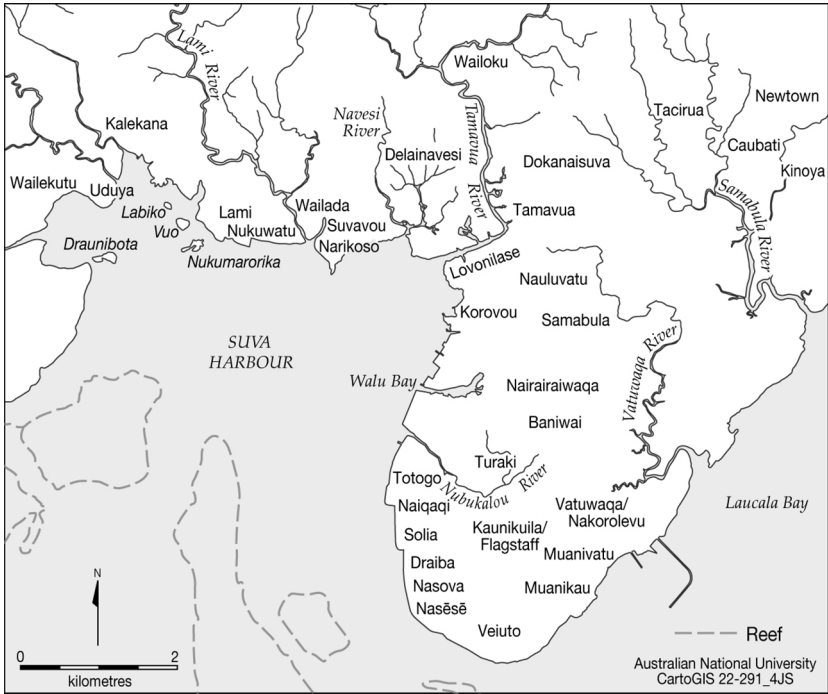 Lami
River
Wailoku
Tacirua
Newtown
Kalekana
Navesi
River
Tamavua
River
Delainavesi
Dokanaisuva
Caubati
Kinoya
Wailekutu
Uduya
Labiko
Vuo
Lami
Nukuwatu
Wailada
Suvavou
Narikoso
Tamavua
Samabula River
Draunibota
Nukumarorika
Lovonilase
Nauluvatu
Korovou
Samabula
SUVA
HARBOUR
Vatuwaqa River
Walu Bay
Nairairaiwaqa
Baniwai
Turaki
Totogo
Nubukalou River
Naiqaqi
Vatuwaqa/
Nakorolevu
Laucala Bay
Solia
Kaunikuila/
Flagstaff
Muanivatu
Draiba
Nasova
Muanikau
Nasēsē
Veiuto
N
0
2
kilometres
Reef
Australian National University
CartoGIS 22-291_4JS